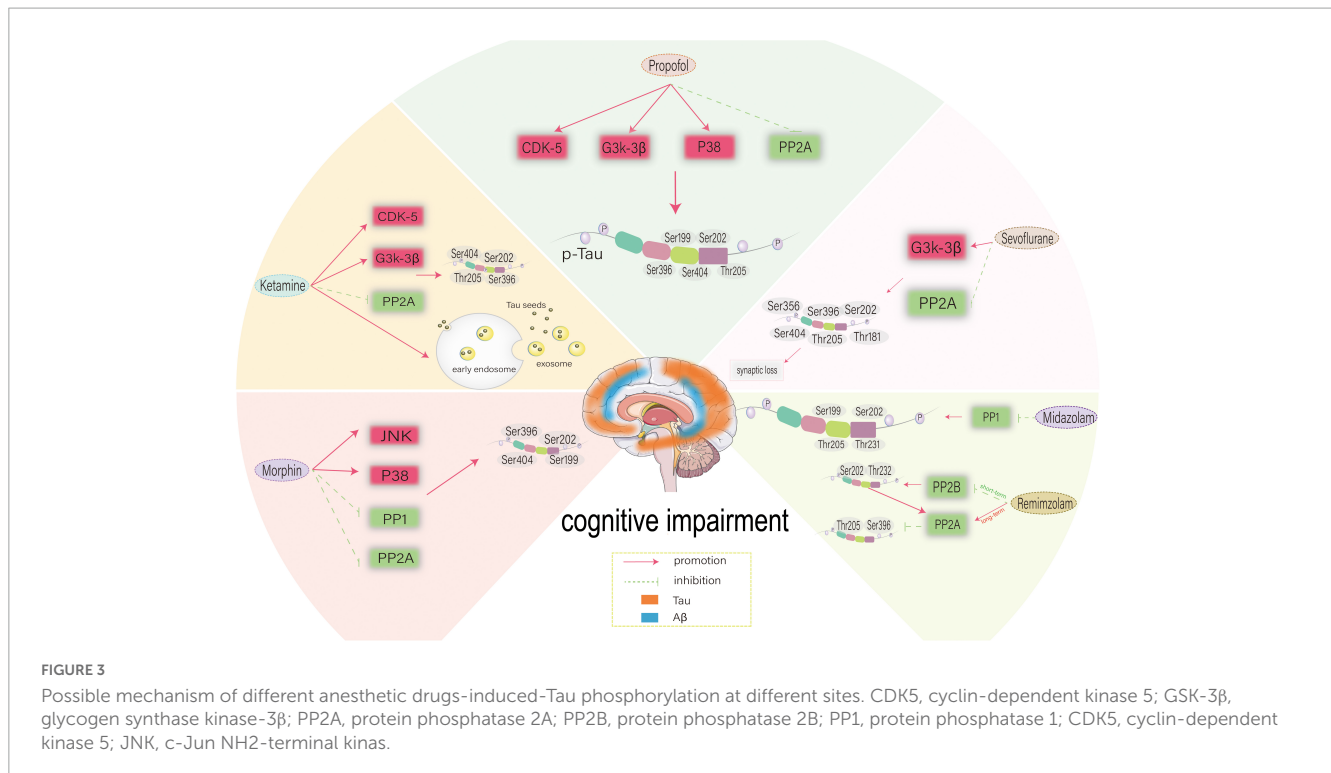 Propofol
CDK-5
G3k-3β
P38
PP2A
P
P
P
P
p-Tau
Ser199
Ser202
Ser396
Ser404
Thr205
Ketamine
CDK-5
G3k-3β
PP2A
Ser404
Ser202
Thr205
Ser396
Tau seeds
early endosome
exosome
Sevoflurane
G3k-3β
PP2A
Ser356
Ser396
Ser202
Ser404
Thr205
Thr181
synaptic loss
Morphin
JNK
P38
PP1
PP2A
Ser396
Ser202
Ser404
Ser199
Midazolam
PP1
P
P
P
P
Ser199
Ser202
Thr205
Thr231
Remimzolam
short-term
long-term
PP2B
PP2A
Ser202
Thr232
Thr205
Ser396
cognitive impairment
promotion
inhibition
Tau
Aβ
FIGURE 3
Possible mechanism of different anesthetic drugs-induced-Tau phosphorylation at different sites. CDK5, cyclin-dependent kinase 5; GSK-3β,
glycogen synthase kinase-3β; PP2A, protein phosphatase 2A; PP2B, protein phosphatase 2B; PP1, protein phosphatase 1; CDK5, cyclin-dependent
kinase 5; JNK, c-Jun NH2-terminal kinas.